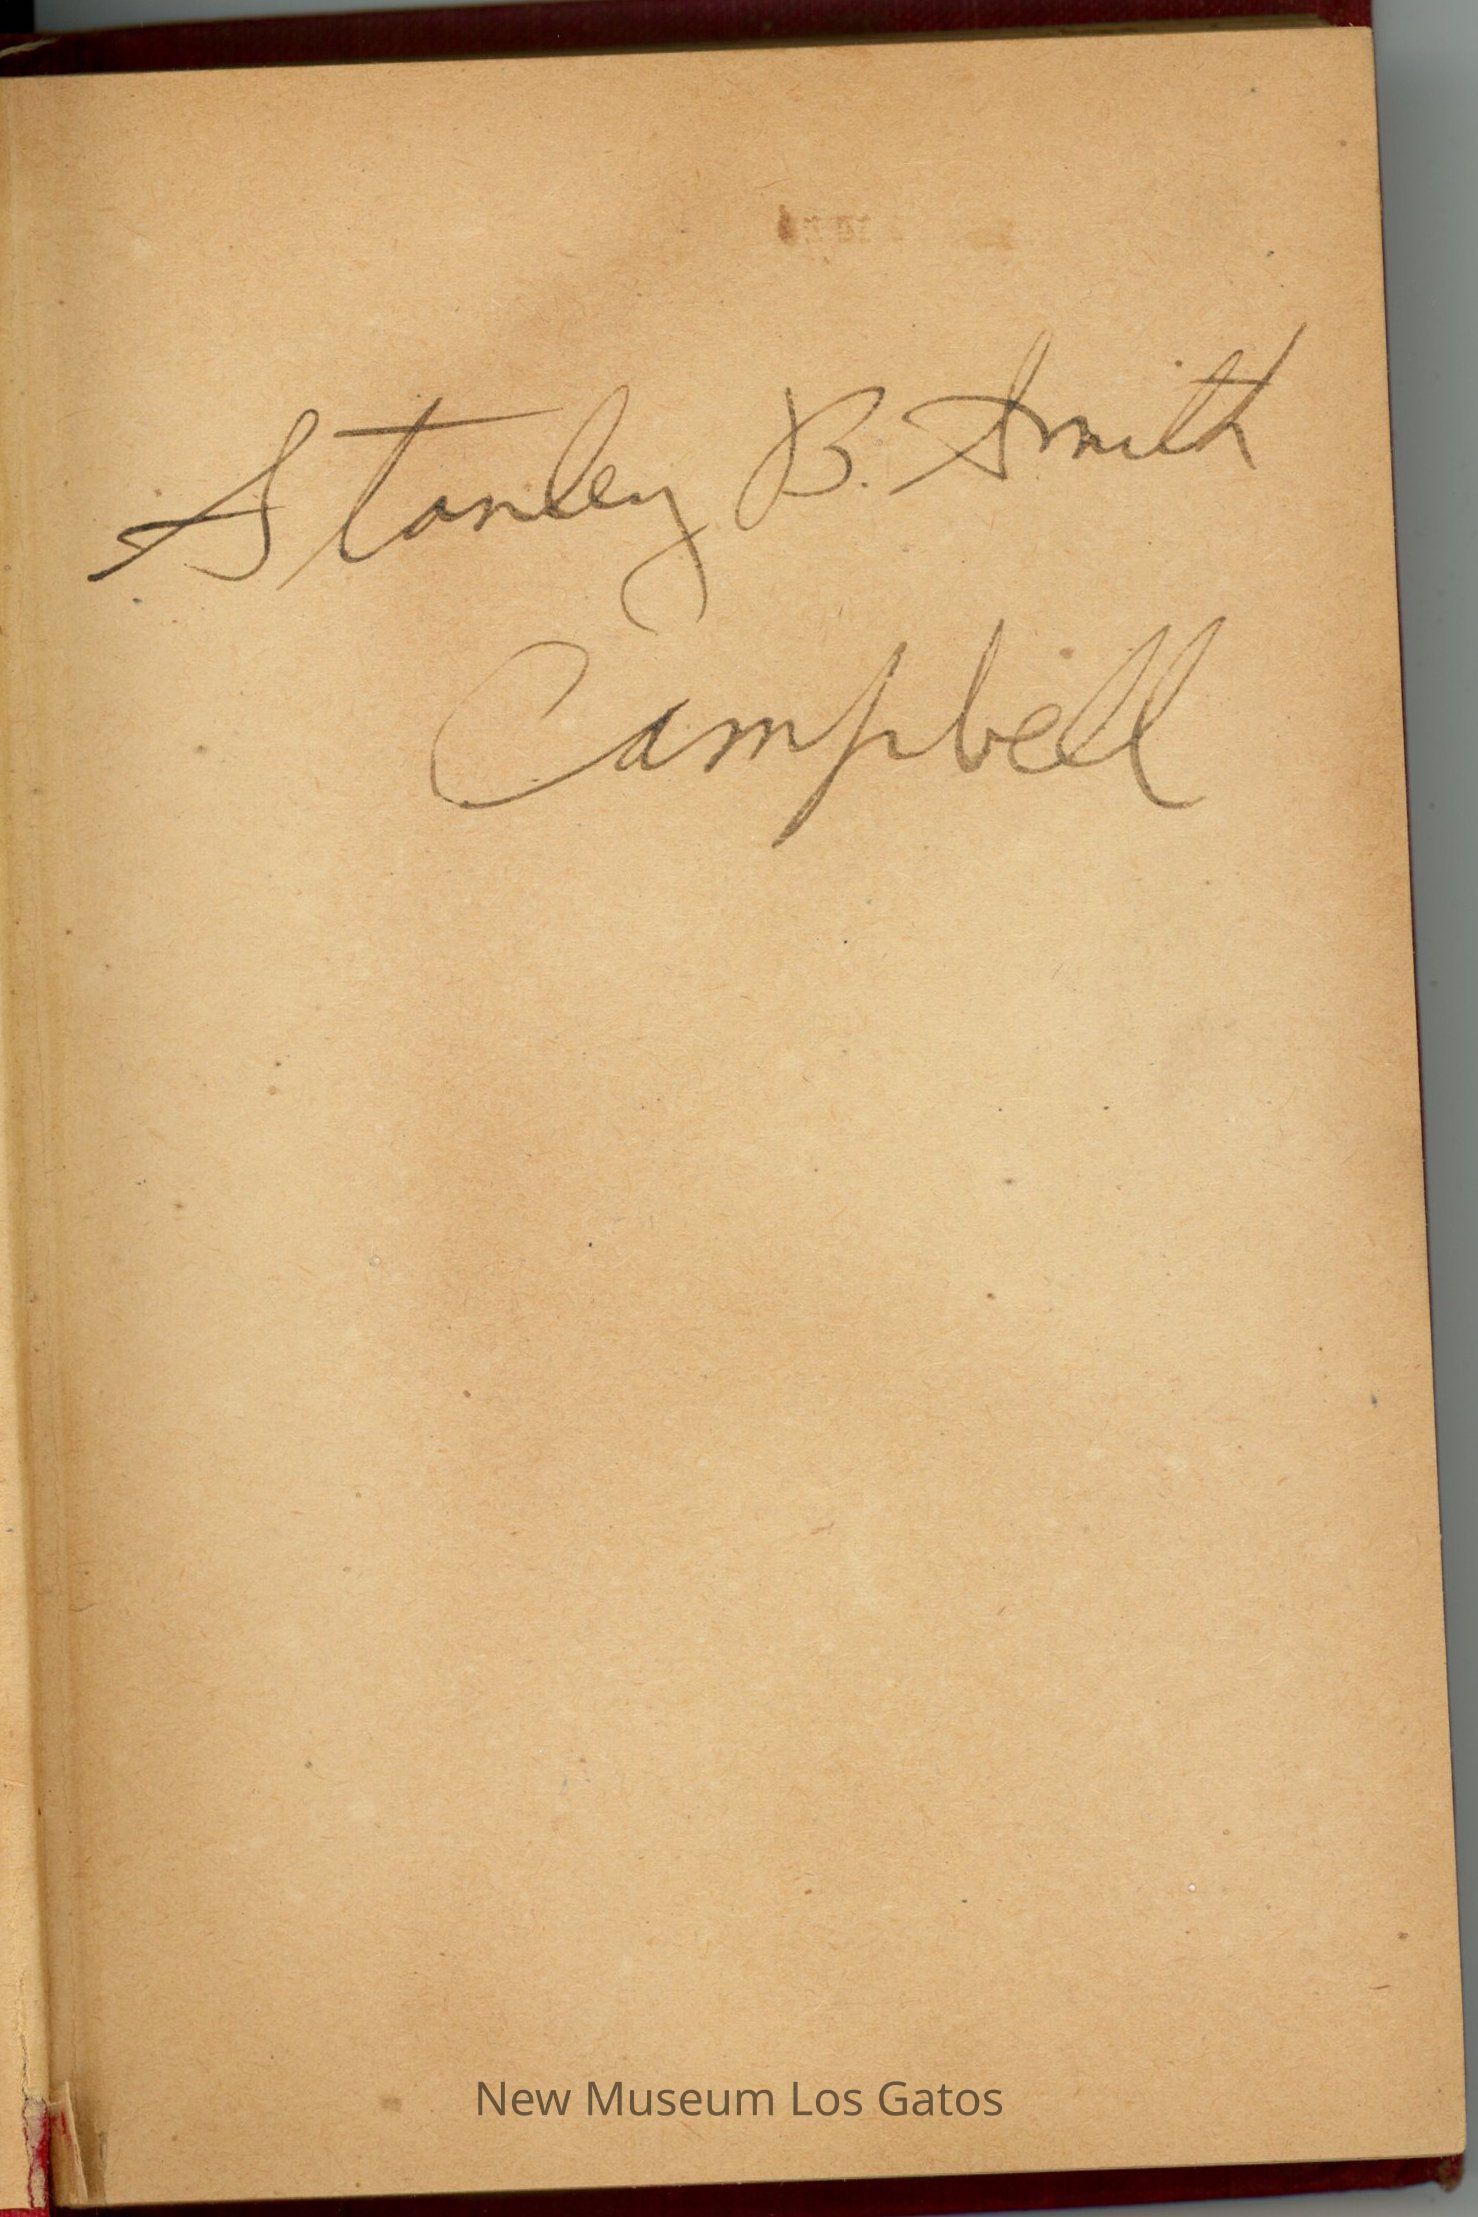 Stanley B. Smith
Campbell
New Museum Los Gatos